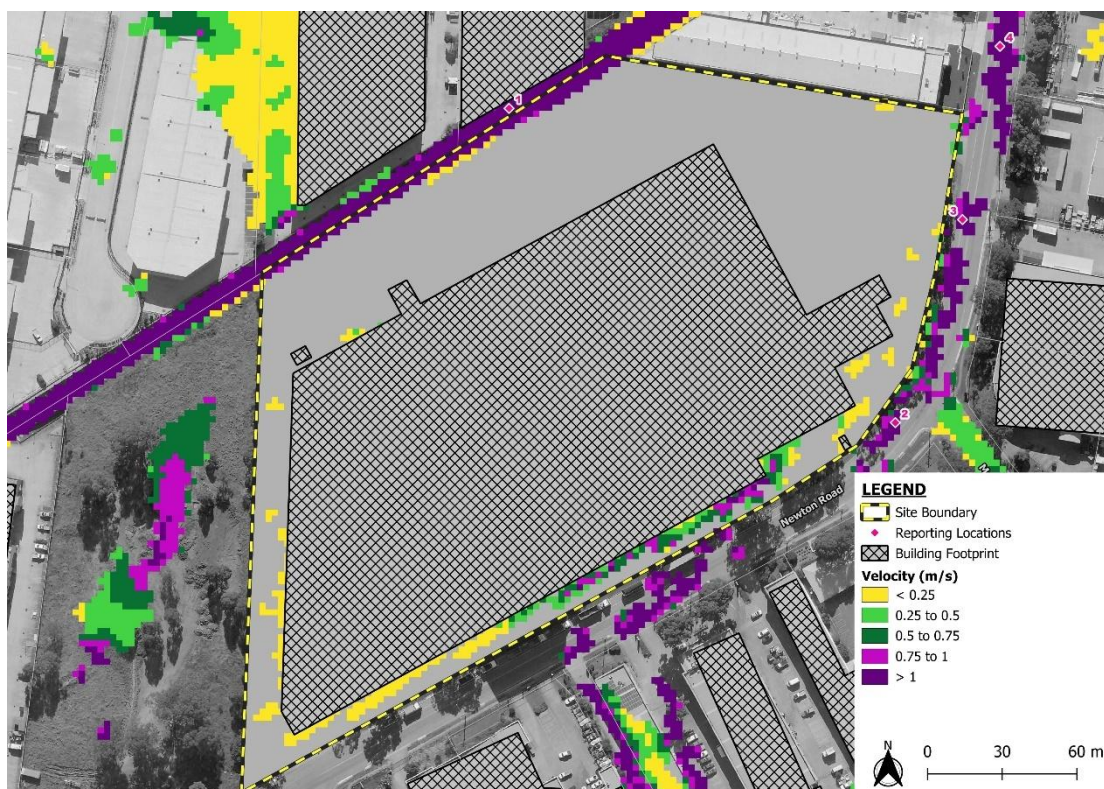 1
4
3
2
Newton Road
M
LEGEND
Site Boundary
Reporting Locations
Building Footprint
Velocity (m/s)
< 0.25
0.25 to 0.5
0.5 to 0.75
0.75 to 1
> 1
N
0 30 60 m